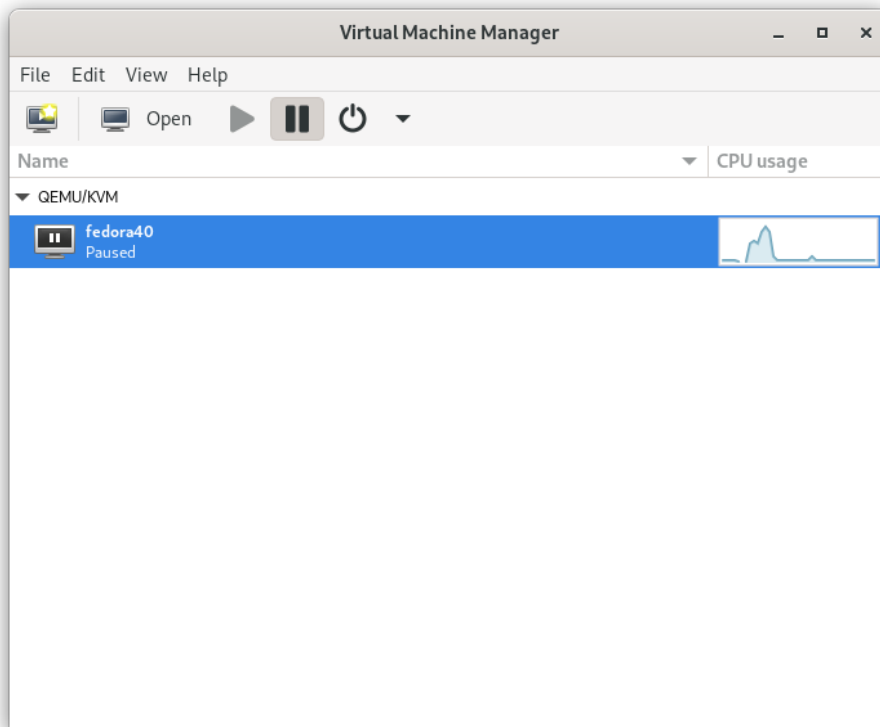 Virtual Machine Manager
File Edit View Help
Open
Name CPU usage
QEMU/KVM
fedora40
Paused